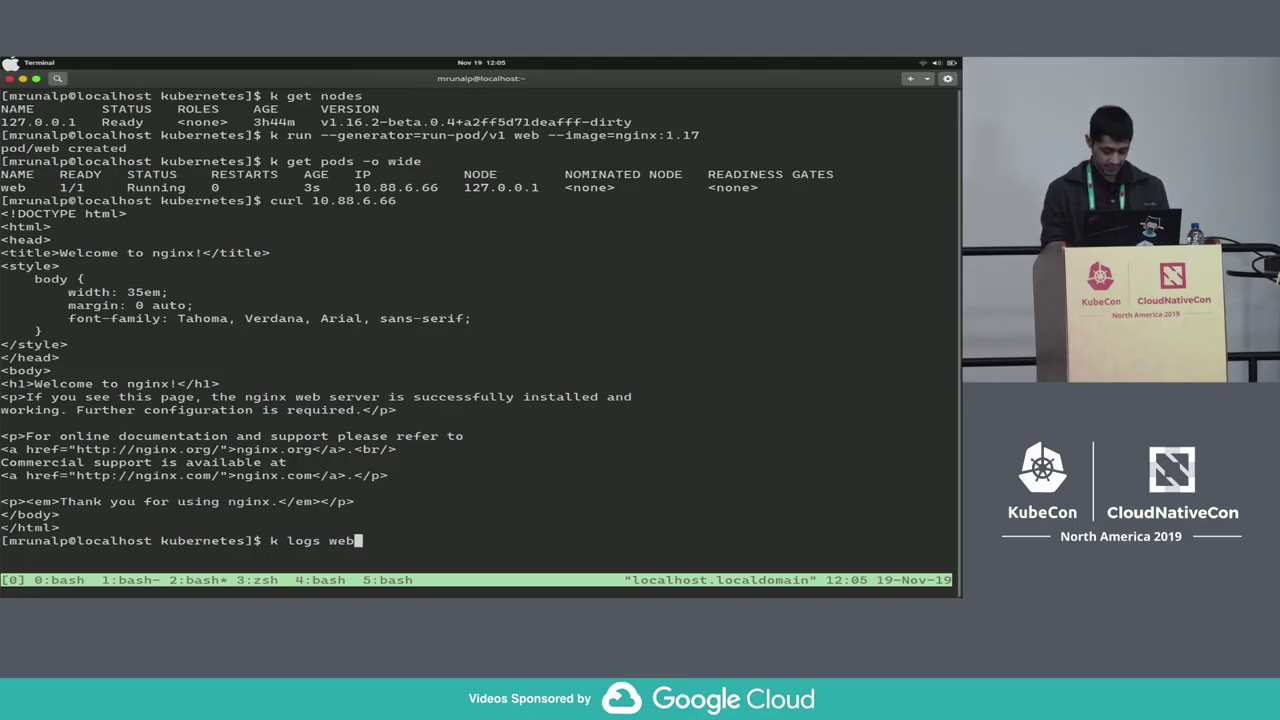 Terminal
Nov 19 12:05
mrunalp@localhost:~
[mrunalp@localhost kubernetes]$ k get nodes
NAME STATUS ROLES AGE VERSION
127.0.0.1 Ready <none> 3h44m v1.16.2-beta.0.4+a2ff5d71deafff-dirty
[mrunalp@localhost kubernetes]$ k run --generator=run-pod/v1 web --image=nginx:1.17
pod/web created
[mrunalp@localhost kubernetes]$ k get pods -o wide
NAME READY STATUS RESTARTS AGE IP NODE NOMINATED NODE READINESS GATES
web 1/1 Running 0 3s 10.88.6.66 127.0.0.1 <none> <none>
[mrunalp@localhost kubernetes]$ curl 10.88.6.66
<!DOCTYPE html>
<html>
<head>
<title>Welcome to nginx!</title>
<style>
body {
width: 35em;
margin: 0 auto;
font-family: Tahoma, Verdana, Arial, sans-serif;
}
</style>
</head>
<body>
<h1>Welcome to nginx!</h1>
<p>If you see this page, the nginx web server is successfully installed and
working. Further configuration is required.</p>
<p>For online documentation and support please refer to
<a href="http://nginx.org/">nginx.org</a>.<br/>
Commercial support is available at
<a href="http://nginx.com/">nginx.com</a>.</p>
<p><em>Thank you for using nginx.</em></p>
</body>
</html>
[mrunalp@localhost kubernetes]$ k logs web
[0] 0:bash 1:bash- 2:bash* 3:zsh 4:bash 5:bash "localhost.localdomain" 12:05 19-Nov-19
KubeCon CloudNativeCon
North America 2019
KubeCon CloudNativeCon
North America 2019
Videos Sponsored by Google Cloud